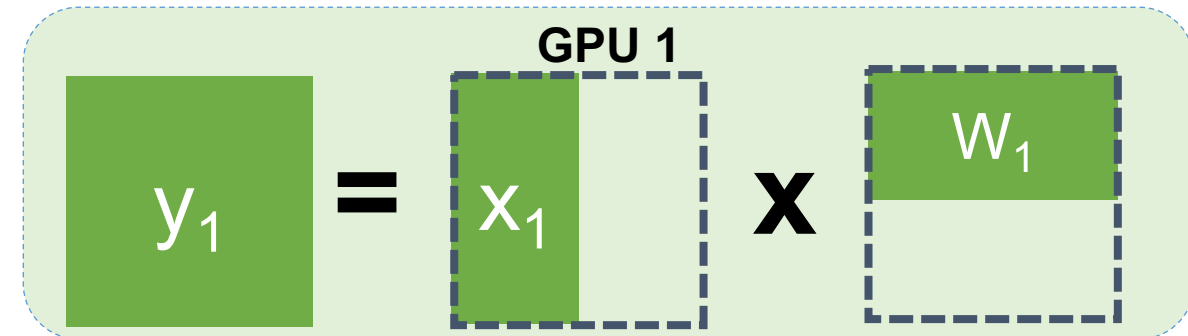 GPU 1
y₁ = x₁ x W₁